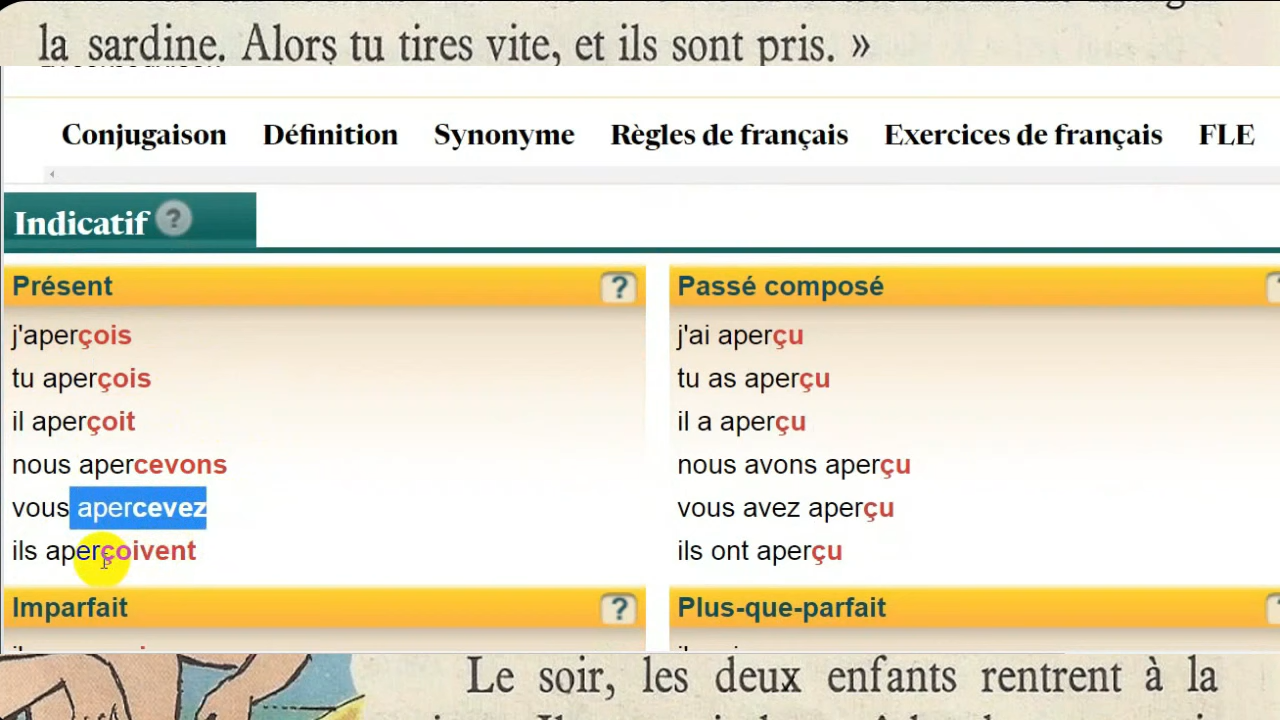 la sardine. Alors tu tires vite, et ils sont pris. »
Conjugaison Définition Synonyme Règles de français Exercices de français FLE
Indicatif ?
Présent ?
j'aperçois
tu aperçois
il aperçoit
nous apercevons
vous apercevez
ils aperçoivent
Passé composé
j'ai aperçu
tu as aperçu
il a aperçu
nous avons aperçu
vous avez aperçu
ils ont aperçu
Imparfait ?
Plus-que-parfait
Le soir, les deux enfants rentrent à la